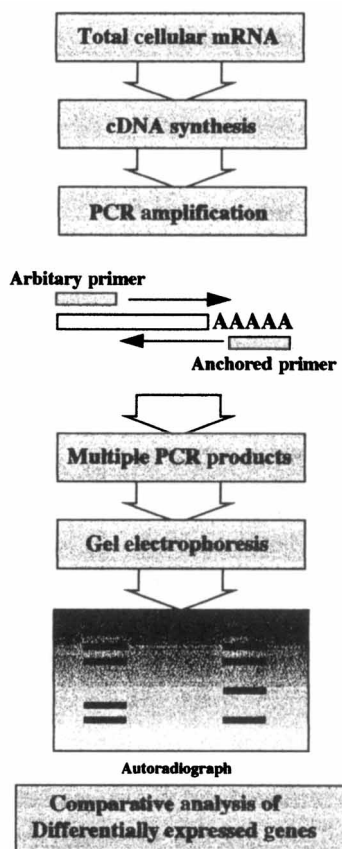 Total cellular mRNA
cDNA synthesis
PCR amplification
Arbitary primer
AAAAA
Anchored primer
Multiple PCR products
Gel electrophoresis
Autoradiograph
Comparative analysis of
Differentially expressed genes